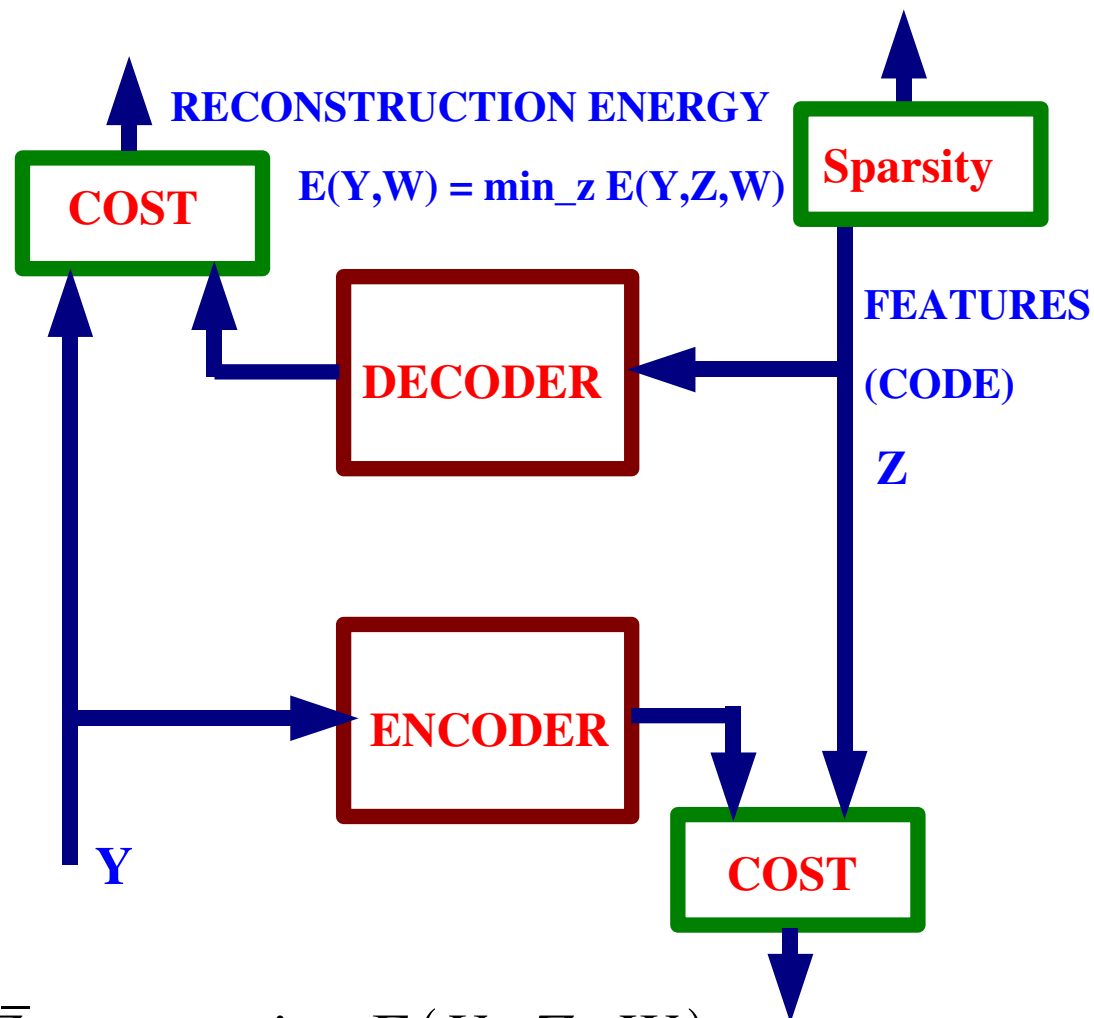 RECONSTRUCTION ENERGY
E(Y,W) = min_z E(Y,Z,W)
Sparsity
COST
FEATURES
(CODE)
Z
DECODER
ENCODER
Y
COST